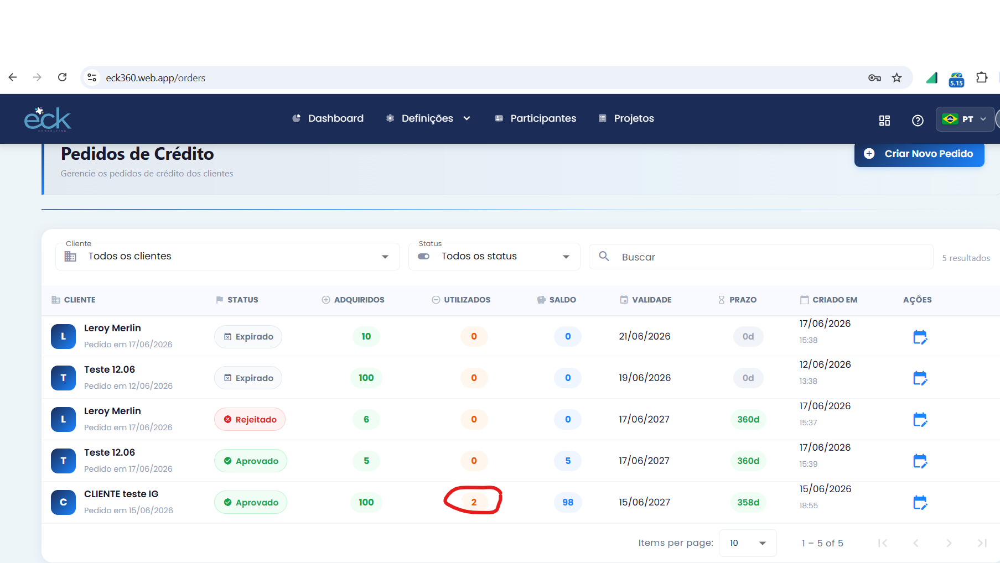 eck360.web.app/orders
5.15
eck
CONSULTING
Dashboard
Definições
Participantes
Projetos
PT
Pedidos de Crédito
Gerencie os pedidos de crédito dos clientes
Criar Novo Pedido
Cliente
Todos os clientes
Status
Todos os status
Buscar
5 resultados
CLIENTE STATUS ADQUIRIDOS UTILIZADOS SALDO VALIDADE PRAZO CRIADO EM AÇÕES
L Leroy Merlin Expirado 10 0 0 21/06/2026 0d 17/06/2026
Pedido em 17/06/2026 15:38
T Teste 12.06 Expirado 100 0 0 19/06/2026 0d 12/06/2026
Pedido em 12/06/2026 13:38
L Leroy Merlin Rejeitado 6 0 0 17/06/2027 360d 17/06/2026
Pedido em 17/06/2026 15:37
T Teste 12.06 Aprovado 5 0 5 17/06/2027 360d 17/06/2026
Pedido em 17/06/2026 15:39
C CLIENTE teste IG Aprovado 100 2 98 15/06/2027 358d 15/06/2026
Pedido em 15/06/2026 18:55
Items per page: 10 1 – 5 of 5